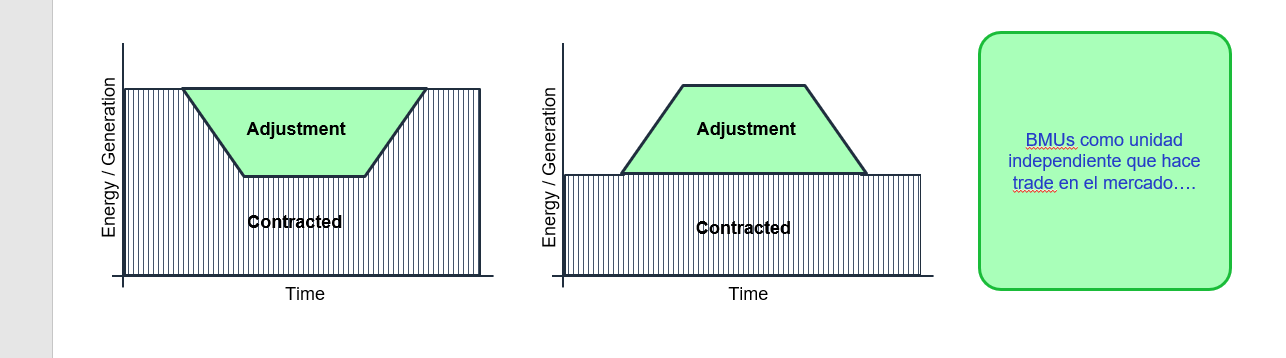 Energy / Generation
Adjustment
Contracted
Time
Energy / Generation
Adjustment
Contracted
Time
BMUs como unidad
independiente que hace
trade en el mercado….